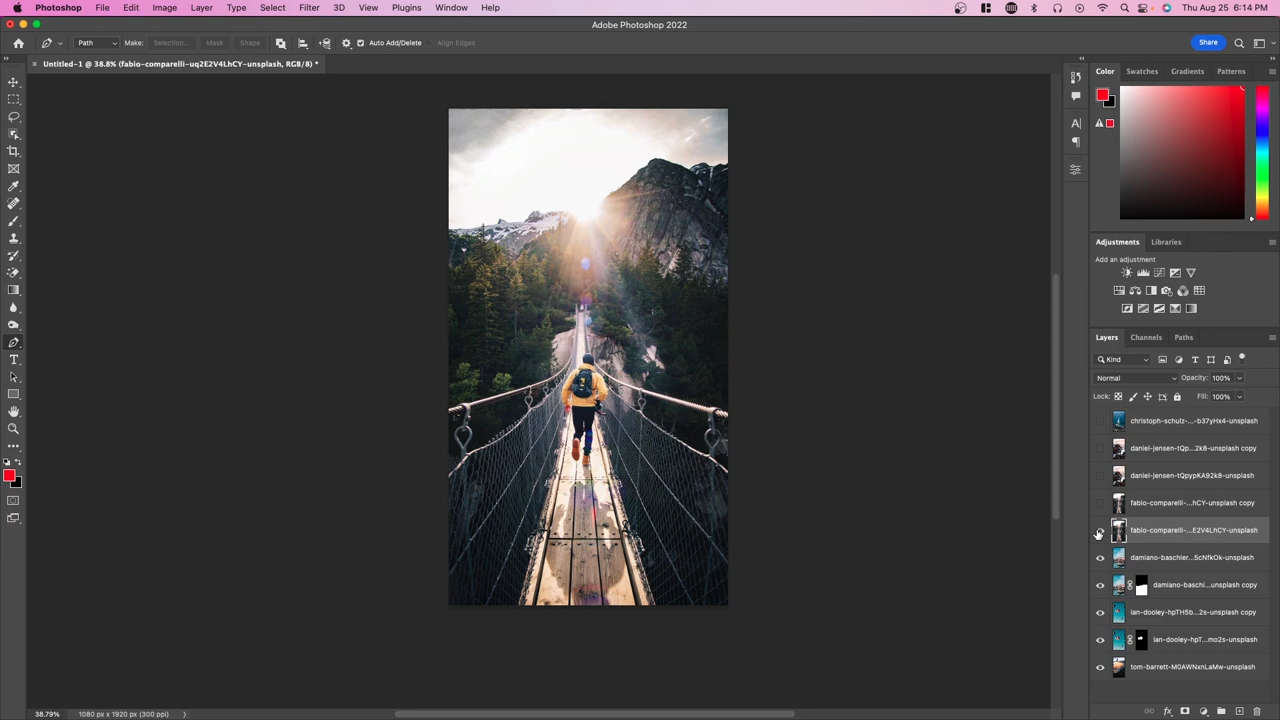 Photoshop File Edit Image Layer Type Select Filter 3D View Plugins Window Help Thu Aug 25 6:14 PM
Adobe Photoshop 2022
Path Make: Selection... Mask Shape Auto Add/Delete Align Edges Share
Untitled-1 @ 38.8% (fabio-comparelli-uq2E2V4LhCY-unsplash, RGB/8) *
Color Swatches Gradients Patterns
Adjustments Libraries
Add an adjustment
Layers Channels Paths
Kind
Normal Opacity: 100%
Lock: Fill: 100%
christoph-schulz-...-b37yHx4-unsplash
daniel-jensen-tQp...2k8-unsplash copy
daniel-jensen-tQpypKA92k8-unsplash
fabio-comparelli-...hCY-unsplash copy
fabio-comparelli-...E2V4LhCY-unsplash
damiano-baschier...5cNfkOk-unsplash
damiano-baschi...unsplash copy
ian-dooley-hpTH5b...2s-unsplash copy
ian-dooley-hpT...mo2s-unsplash
tom-barrett-M0AWNxnLaMw-unsplash
38.79% 1080 px x 1920 px (300 ppi)